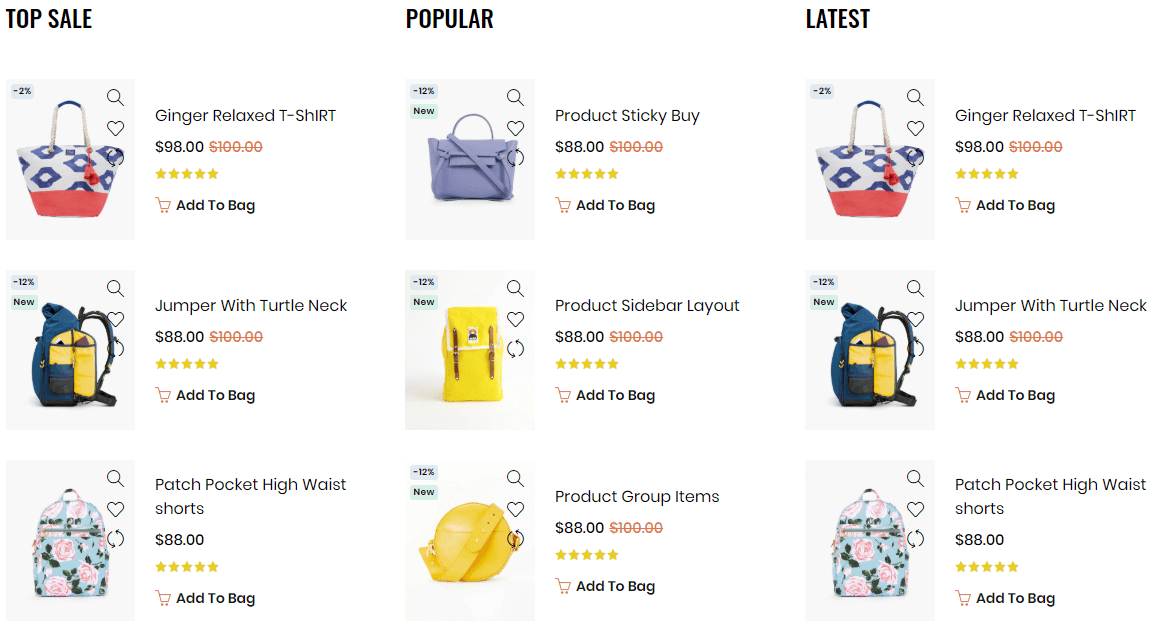 TOP SALE
-2%
Ginger Relaxed T-ShIRT
$98.00 $100.00
Add To Bag
-12%
New
Jumper With Turtle Neck
$88.00 $100.00
Add To Bag
Patch Pocket High Waist
shorts
$88.00
Add To Bag
POPULAR
-12%
New
Product Sticky Buy
$88.00 $100.00
Add To Bag
-12%
New
Product Sidebar Layout
$88.00 $100.00
Add To Bag
-12%
New
Product Group Items
$88.00 $100.00
Add To Bag
LATEST
-2%
Ginger Relaxed T-ShIRT
$98.00 $100.00
Add To Bag
-12%
New
Jumper With Turtle Neck
$88.00 $100.00
Add To Bag
Patch Pocket High Waist
shorts
$88.00
Add To Bag